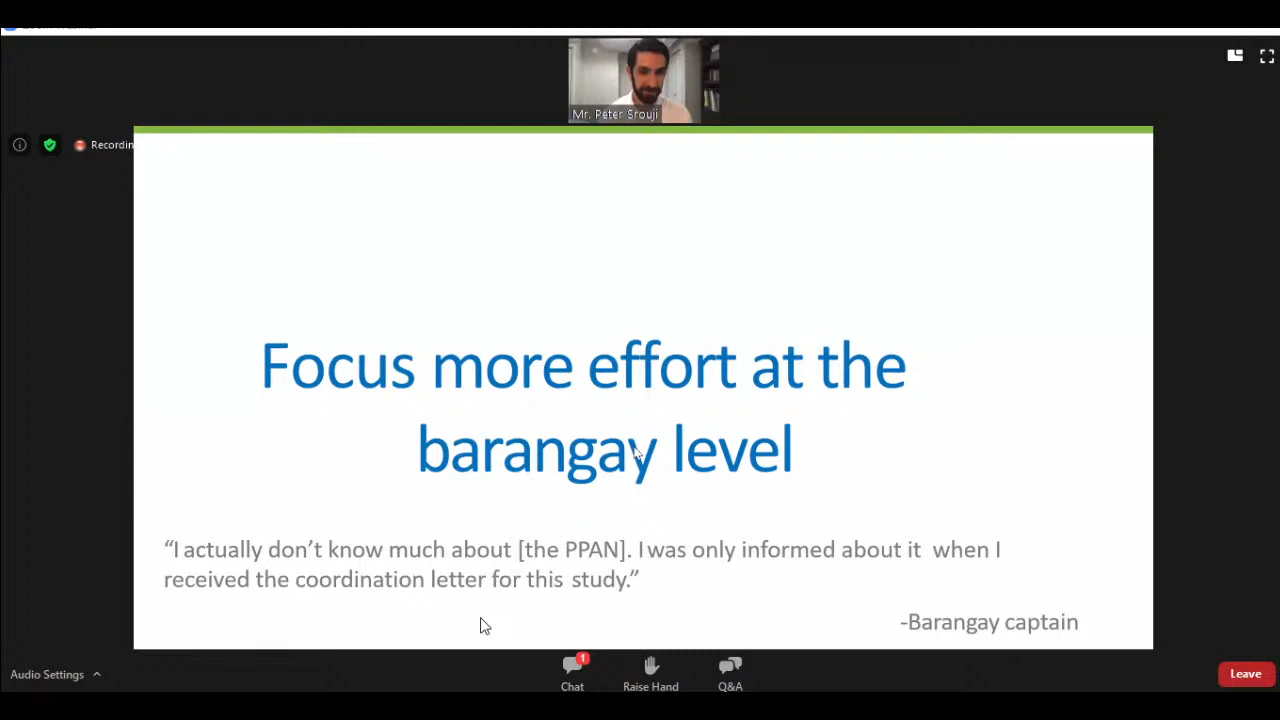 Mr. Peter Srouji
Recordin
Focus more effort at the
barangay level
“I actually don’t know much about [the PPAN]. I was only informed about it when I
received the coordination letter for this study.”
-Barangay captain
Audio Settings
1
Chat
Raise Hand
Q&A
Leave